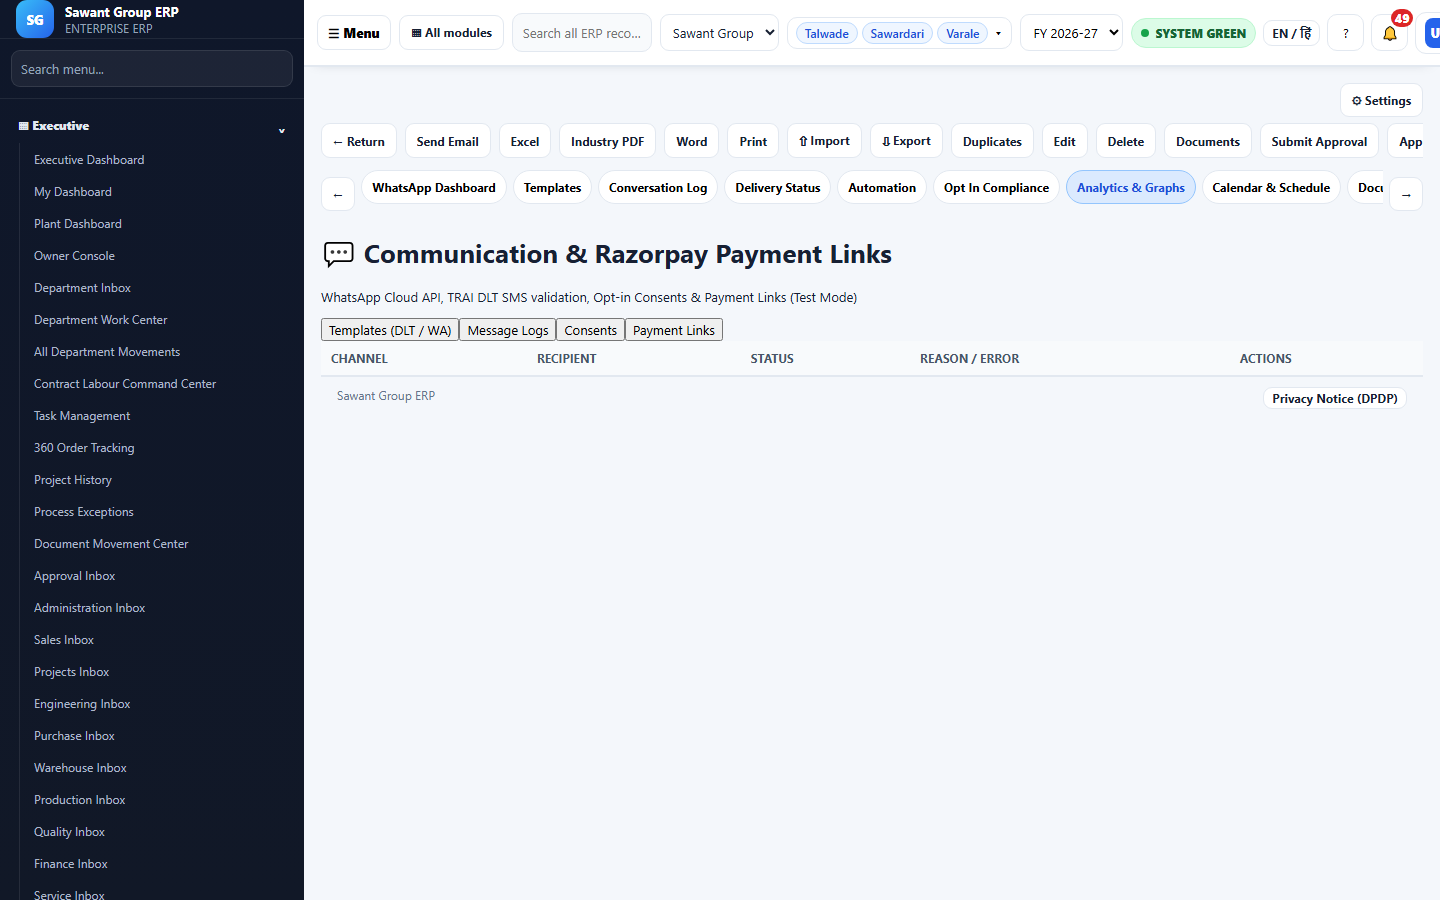 SG
Sawant Group ERP
ENTERPRISE ERP
Search menu...
Executive
Executive Dashboard
My Dashboard
Plant Dashboard
Owner Console
Department Inbox
Department Work Center
All Department Movements
Contract Labour Command Center
Task Management
360 Order Tracking
Project History
Process Exceptions
Document Movement Center
Approval Inbox
Administration Inbox
Sales Inbox
Projects Inbox
Engineering Inbox
Purchase Inbox
Warehouse Inbox
Production Inbox
Quality Inbox
Finance Inbox
Service Inbox
☰ Menu All modules Search all ERP reco... Sawant Group Talwade Sawardari Varale FY 2026-27 SYSTEM GREEN EN / हिं ? 49 U
⚙ Settings
← Return Send Email Excel Industry PDF Word Print ⇧ Import ⇩ Export Duplicates Edit Delete Documents Submit Approval App
← WhatsApp Dashboard Templates Conversation Log Delivery Status Automation Opt In Compliance Analytics & Graphs Calendar & Schedule Docu →
Communication & Razorpay Payment Links
WhatsApp Cloud API, TRAI DLT SMS validation, Opt-in Consents & Payment Links (Test Mode)
Templates (DLT / WA) Message Logs Consents Payment Links
CHANNEL RECIPIENT STATUS REASON / ERROR ACTIONS
Sawant Group ERP Privacy Notice (DPDP)